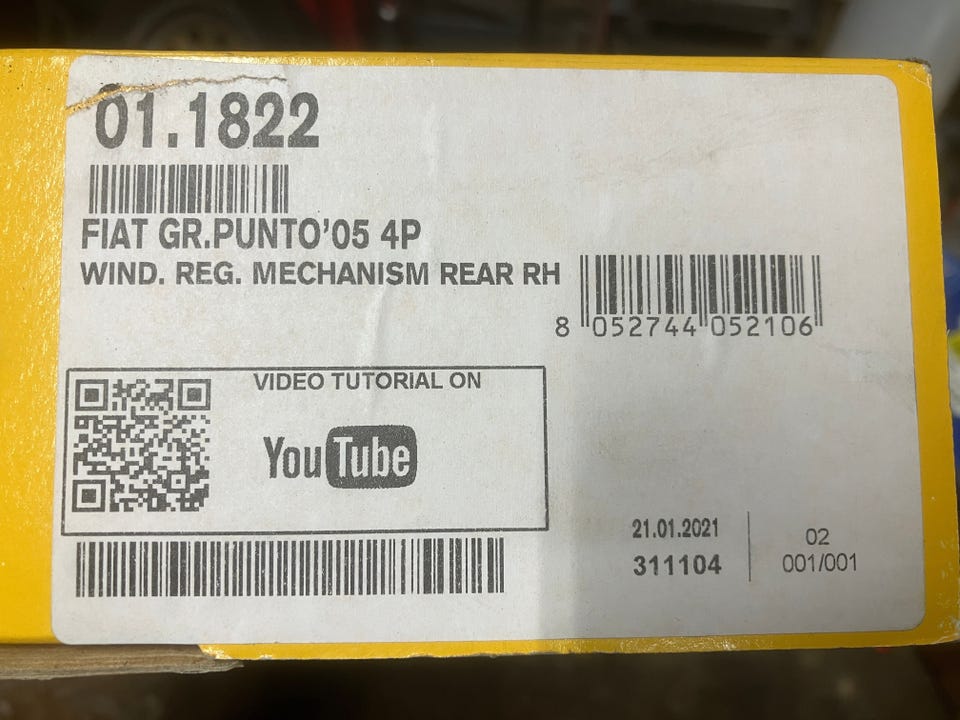 01.1822
FIAT GR.PUNTO'05 4P
WIND. REG. MECHANISM REAR RH
8 052744 052106
VIDEO TUTORIAL ON
YouTube
21.01.2021
311104
02
001/001